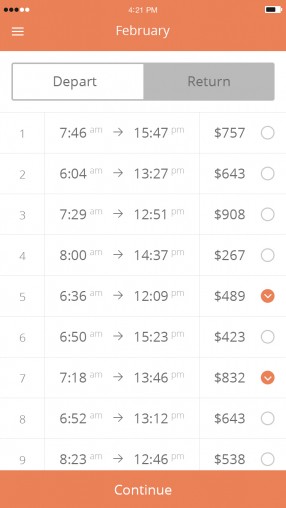 4:21 PM
February
Depart Return
1 7:46 am → 15:47 pm $757
2 6:04 am → 13:27 pm $643
3 7:29 am → 12:51 pm $908
4 8:00 am → 14:37 pm $267
5 6:36 am → 12:09 pm $489
6 6:50 am → 15:23 pm $423
7 7:18 am → 13:46 pm $832
8 6:52 am → 13:12 pm $643
9 8:23 am → 12:46 pm $538
Continue